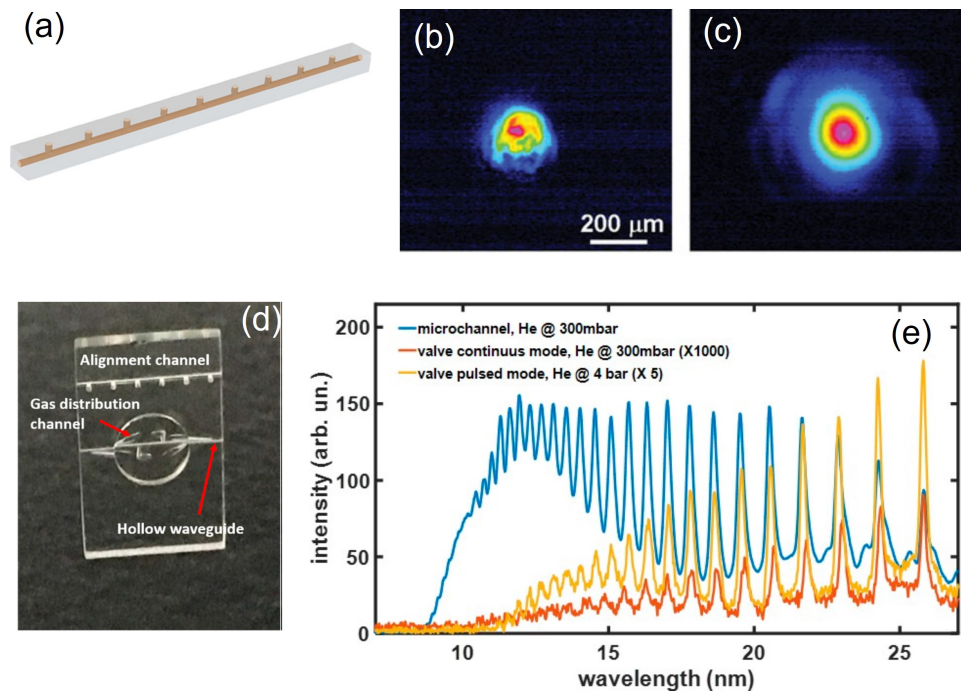 (a)
(b)
(c)
200 μm
(d)
Alignment channel
Gas distribution
channel
Hollow waveguide
(e)
microchannel, He @ 300mbar
valve continuus mode, He @ 300mbar (X1000)
valve pulsed mode, He @ 4 bar (X 5)
intensity (arb. un.)
200
150
100
50
0
10
15
20
25
wavelength (nm)